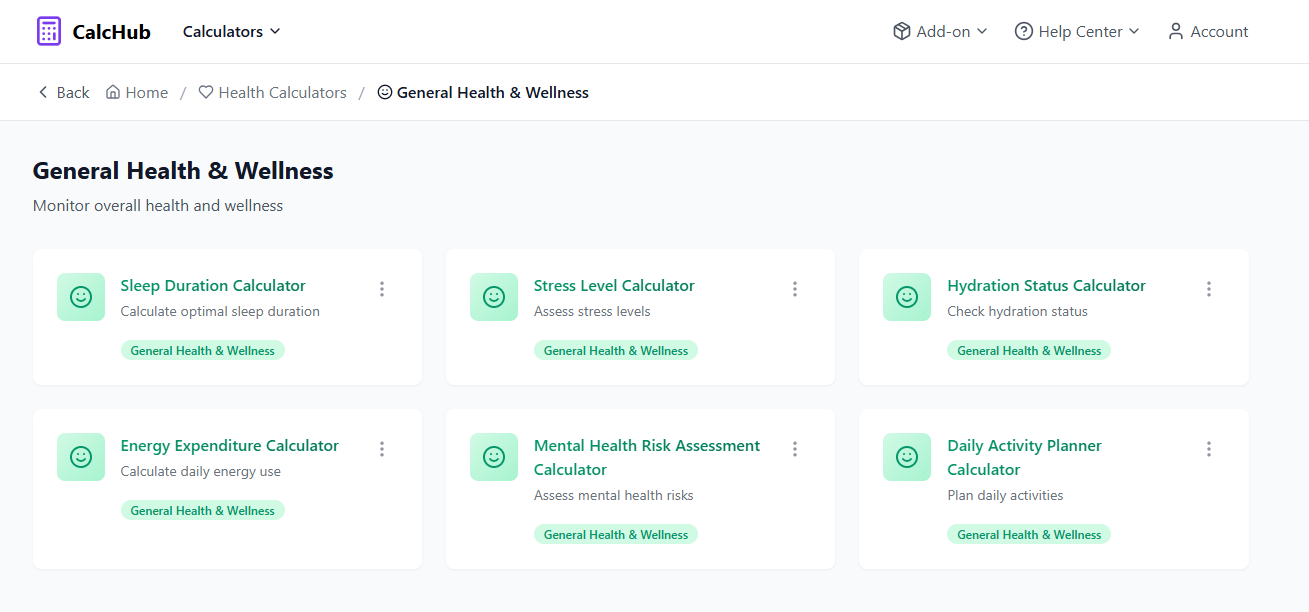 CalcHub Calculators Add-on Help Center Account
Back Home / Health Calculators / General Health & Wellness
General Health & Wellness
Monitor overall health and wellness
Sleep Duration Calculator
Calculate optimal sleep duration
General Health & Wellness
Stress Level Calculator
Assess stress levels
General Health & Wellness
Hydration Status Calculator
Check hydration status
General Health & Wellness
Energy Expenditure Calculator
Calculate daily energy use
General Health & Wellness
Mental Health Risk Assessment
Calculator
Assess mental health risks
General Health & Wellness
Daily Activity Planner
Calculator
Plan daily activities
General Health & Wellness